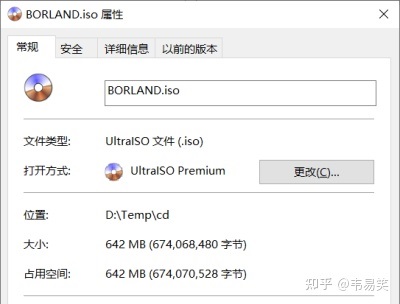 BORLAND.iso 属性
常规 安全 详细信息 以前的版本
BORLAND.iso
文件类型: UltraISO 文件 (.iso)
打开方式: UltraISO Premium 更改(C)...
位置: D:\Temp\cd
大小: 642 MB (674,068,480 字节)
占用空间: 642 MB (674,070,528 字节)
知乎 @韦易笑